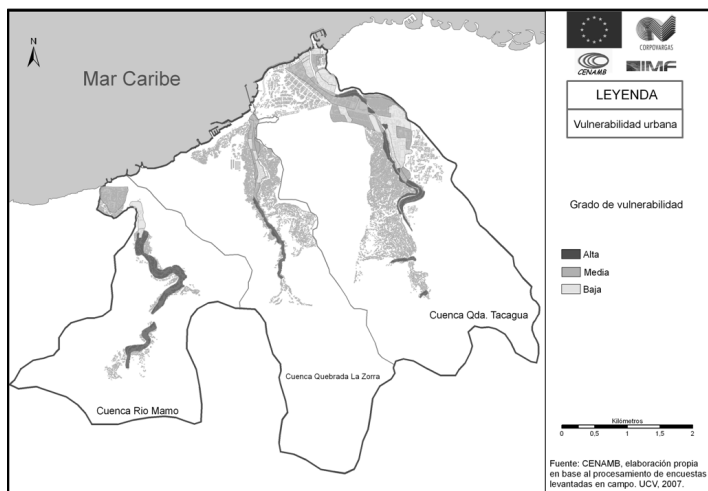 N
Mar Caribe
Cuenca Río Mamo
Cuenca Quebrada La Zorra
Cuenca Qda. Tacagua
CORPOVARGAS
CENAMB
IMF
LEYENDA
Vulnerabilidad urbana
Grado de vulnerabilidad
Alta
Media
Baja
Kilómetros
0 0.5 1 1.5 2
Fuente: CENAMB, elaboración propia
en base al procesamiento de encuestas
levantadas en campo. UCV, 2007.